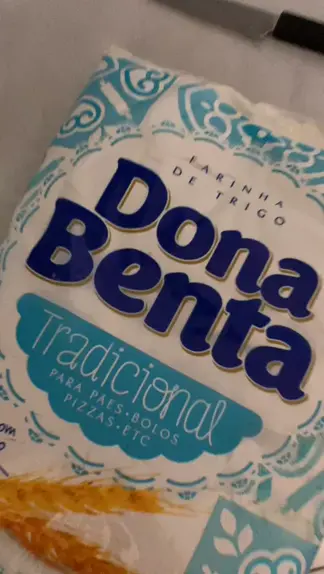 FARINHA
DE TRIGO
Dona
Benta
Tradicional
PARA PÃES • BOLOS
PIZZAS • ETC